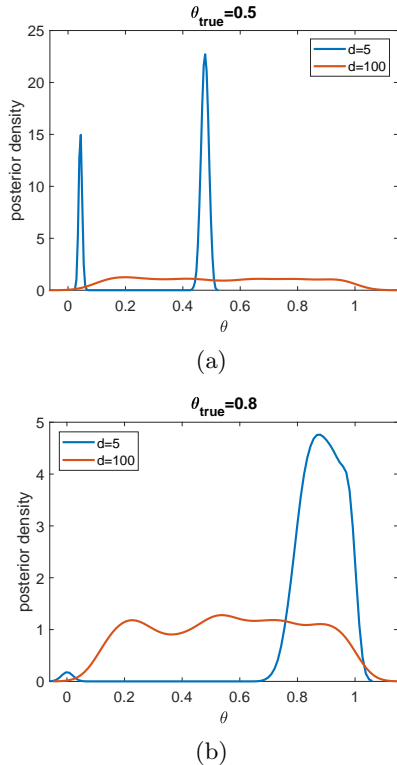 θtrue=0.5
25
20
15
10
5
0
posterior density
d=5
d=100
0 0.2 0.4 0.6 0.8 1
θ
(a)
θtrue=0.8
5
4
3
2
1
0
posterior density
d=5
d=100
0 0.2 0.4 0.6 0.8 1
θ
(b)